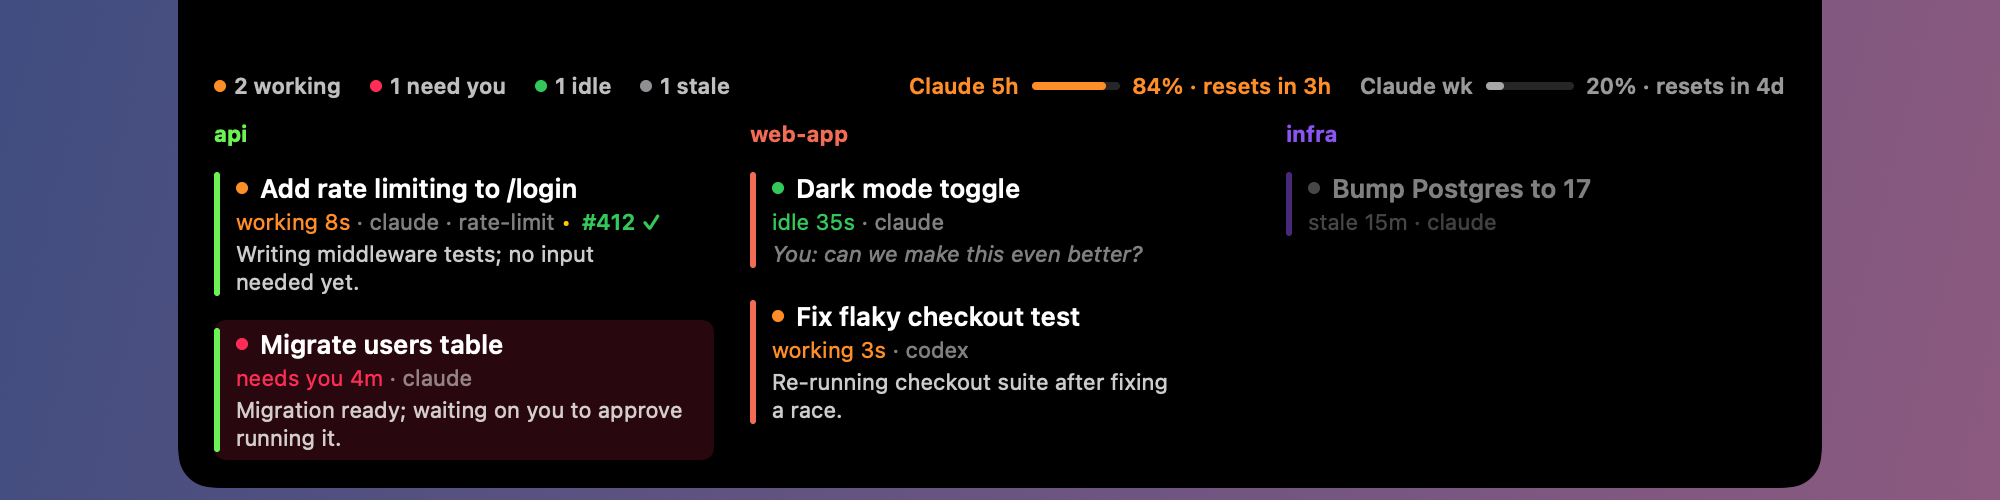 2 working 1 need you 1 idle 1 stale Claude 5h 84% · resets in 3h Claude wk 20% · resets in 4d
api
Add rate limiting to /login
working 8s · claude · rate-limit • #412 ✓
Writing middleware tests; no input
needed yet.
Migrate users table
needs you 4m · claude
Migration ready; waiting on you to approve
running it.
web-app
Dark mode toggle
idle 35s · claude
You: can we make this even better?
Fix flaky checkout test
working 3s · codex
Re-running checkout suite after fixing
a race.
infra
Bump Postgres to 17
stale 15m · claude